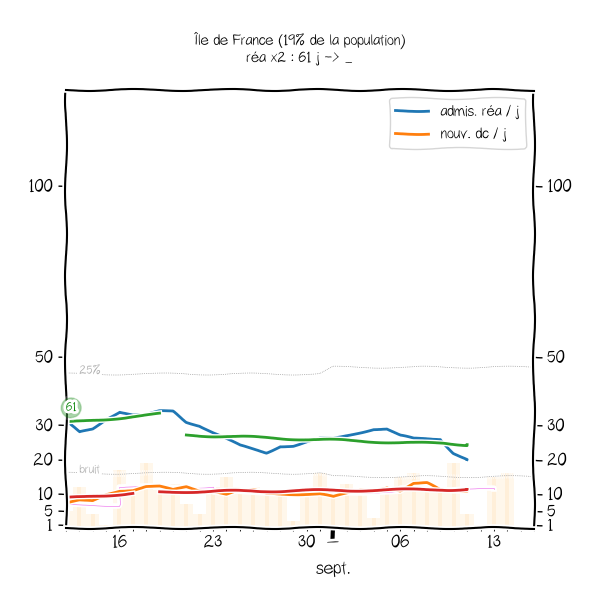 Île de France (19% de la population)
réa x2 : 61 j -> _
admis. réa / j
nouv. dc / j
100 100
50 50
25%
61
30 30
20 20
bruit
10 10
5 5
1 1
16 23 30 06 13
sept.